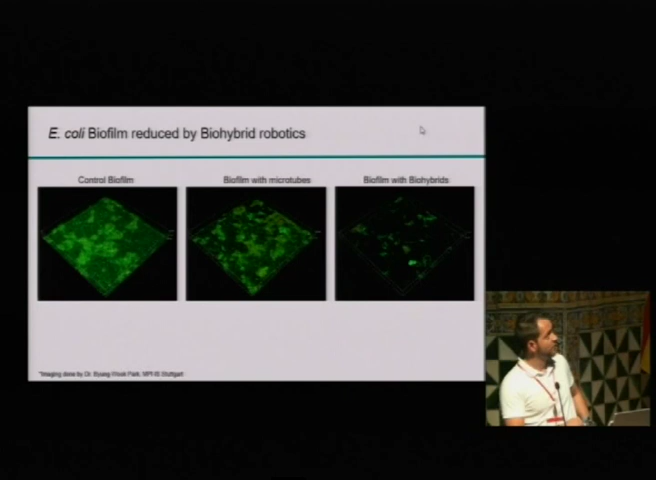 E. coli Biofilm reduced by Biohybrid robotics
Control Biofilm
Biofilm with microtubes
Biofilm with Biohybrids
*Imaging done by Dr. Byung-Wook Park, MPI-IS Stuttgart